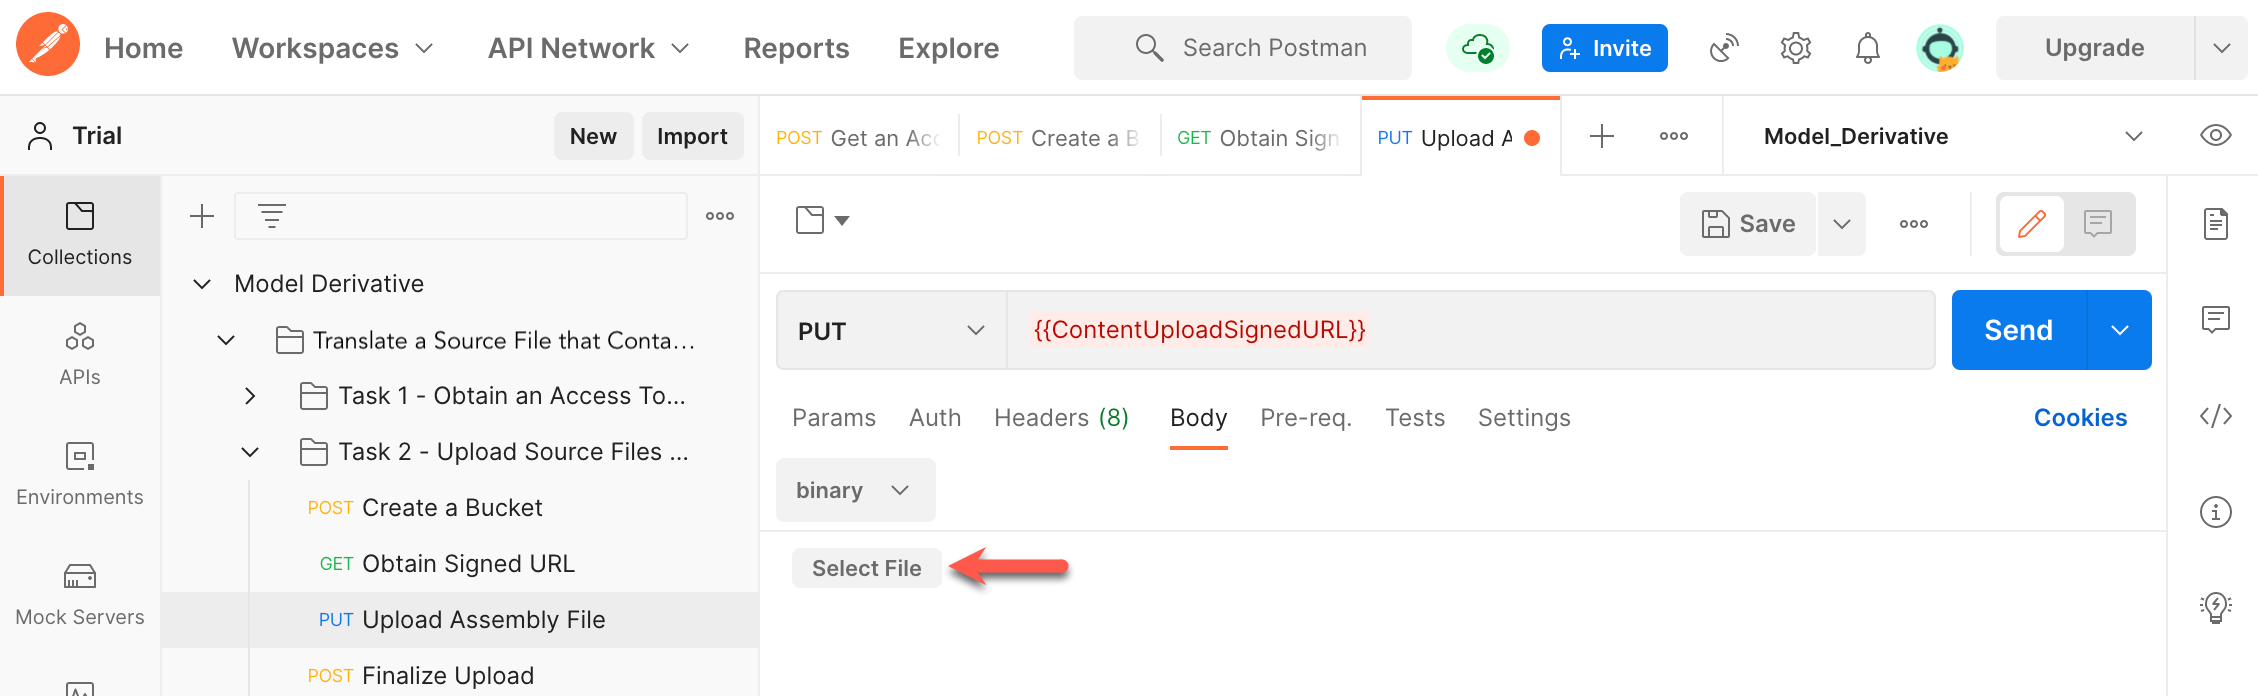 Home Workspaces API Network Reports Explore Search Postman Invite Upgrade
Trial New Import
POST Get an Acc POST Create a B GET Obtain Sign PUT Upload A Model_Derivative
Collections
APIs
Environments
Mock Servers
Model Derivative
Translate a Source File that Conta...
Task 1 - Obtain an Access To...
Task 2 - Upload Source Files ...
POST Create a Bucket
GET Obtain Signed URL
PUT Upload Assembly File
POST Finalize Upload
Save
PUT {{ContentUploadSignedURL}} Send
Params Auth Headers (8) Body Pre-req. Tests Settings Cookies
binary
Select File